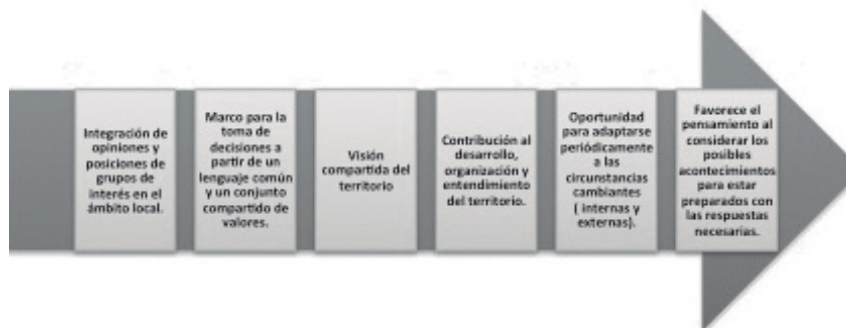 Integración de
opiniones y
posiciones de
grupos de
interés en el
ámbito local.
Marco para la
toma de
decisiones a
partir de un
lenguaje común
y un conjunto
compartido de
valores.
Visión
compartida del
territorio
Contribución al
desarrollo,
organización y
entendimiento
del territorio.
Oportunidad
para adaptarse
periódicamente
a las
circunstancias
cambiantes
( internas y
externas).
Favorece el
pensamiento al
considerar los
posibles
acontecimientos
para estar
preparados con
las respuestas
necesarias.